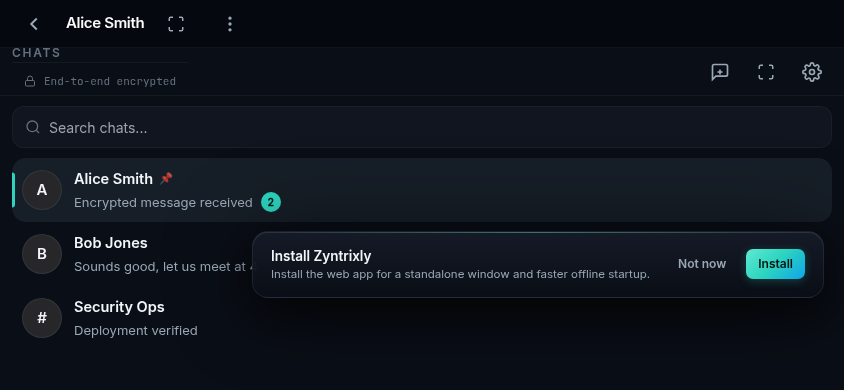 Alice Smith
CHATS
End-to-end encrypted
Search chats...
A
Alice Smith
Encrypted message received
2
B
Bob Jones
Sounds good, let us meet at
Install Zyntrixly
Install the web app for a standalone window and faster offline startup.
Not now
Install
#
Security Ops
Deployment verified